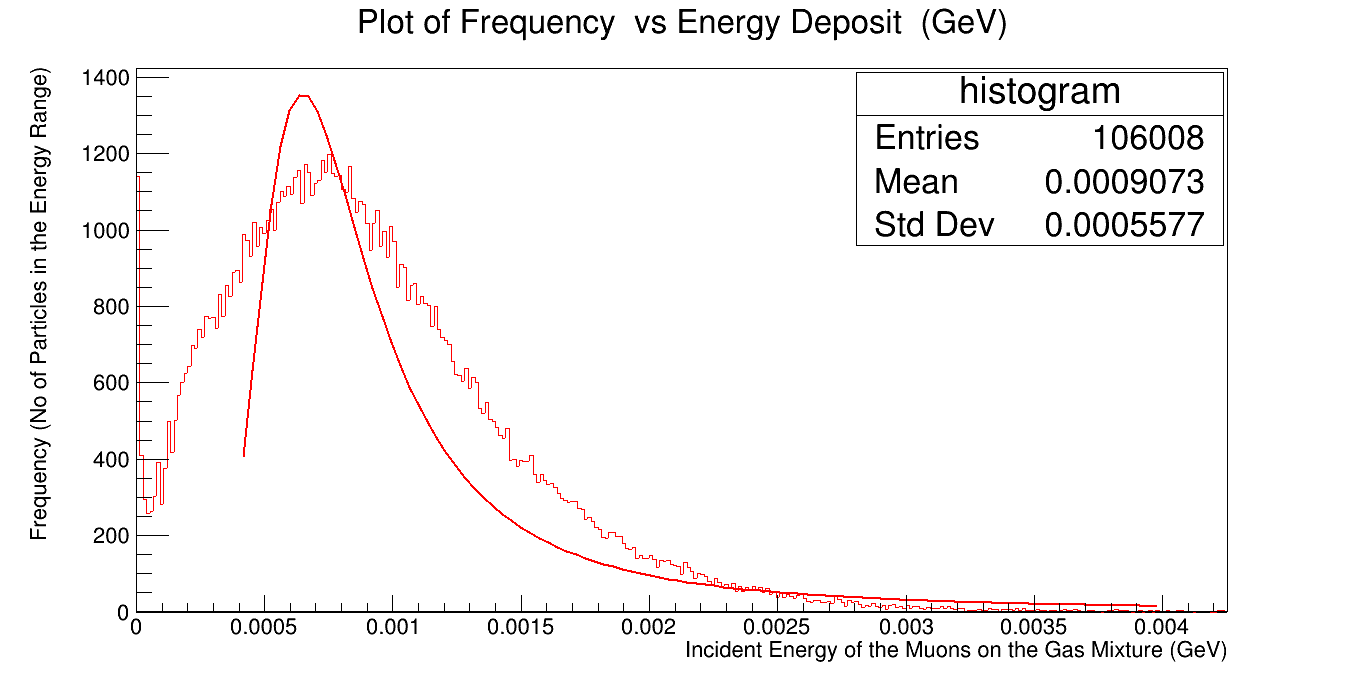 Plot of Frequency vs Energy Deposit (GeV)
Frequency (No of Particles in the Energy Range)
1400
1200
1000
800
600
400
200
0
histogram
Entries 106008
Mean 0.0009073
Std Dev 0.0005577
0 0.0005 0.001 0.0015 0.002 0.0025 0.003 0.0035 0.004
Incident Energy of the Muons on the Gas Mixture (GeV)